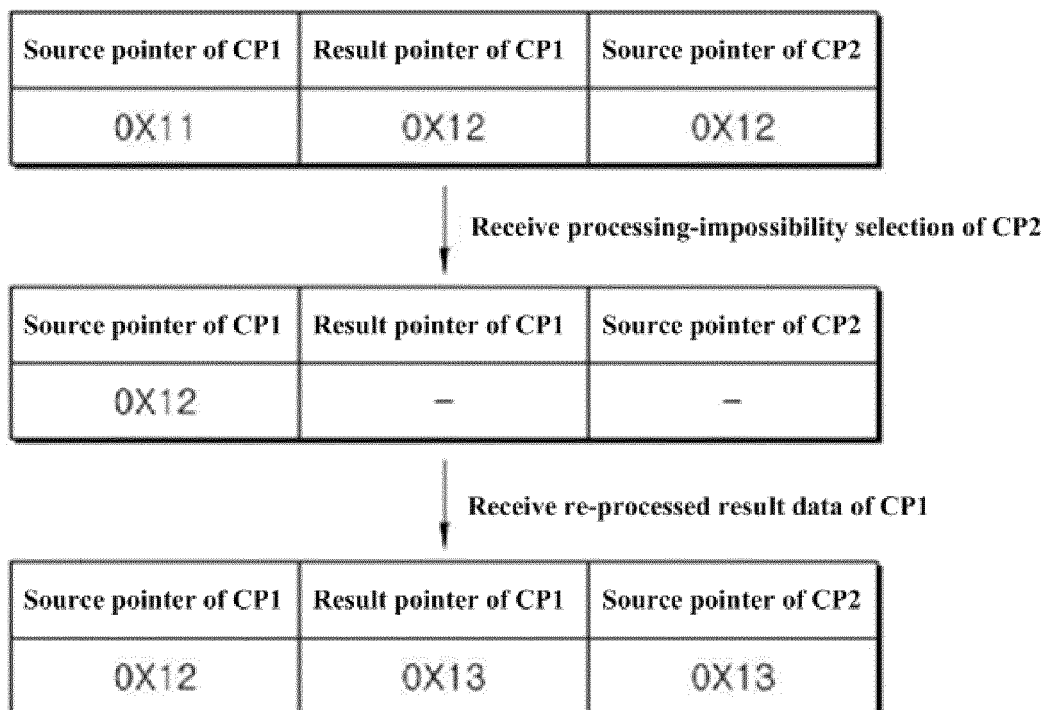 Source pointer of CP1 Result pointer of CP1 Source pointer of CP2
0X11 0X12 0X12
Receive processing-impossibility selection of CP2
Source pointer of CP1 Result pointer of CP1 Source pointer of CP2
0X12 - -
Receive re-processed result data of CP1
Source pointer of CP1 Result pointer of CP1 Source pointer of CP2
0X12 0X13 0X13